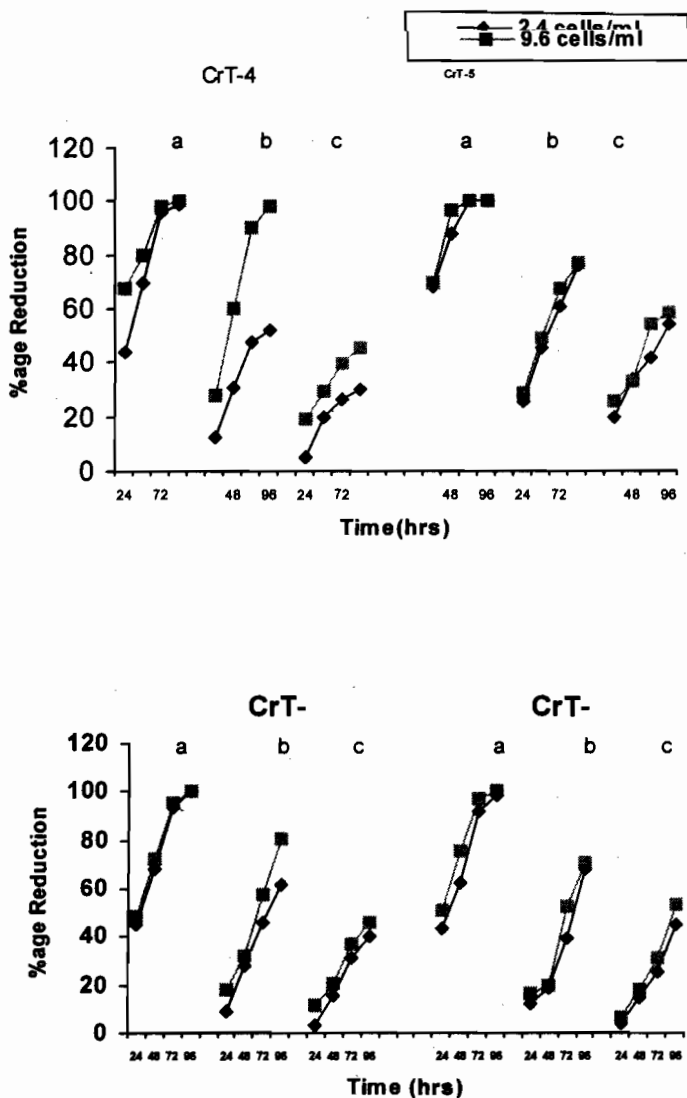 2.4 cells/ml
9.6 cells/ml
CrT-4
CrT-5
a b c a b c
120
100
80
60
40
20
0
%age Reduction
24 72 48 96 24 72 48 96 24 72 48 96
Time(hrs)
CrT- CrT-
a b c a b c
120
100
80
60
40
20
0
%age Reduction
24 48 72 96 24 48 72 96 24 48 72 96 24 48 72 96 24 48 72 96 24 48 72 96
Time (hrs)